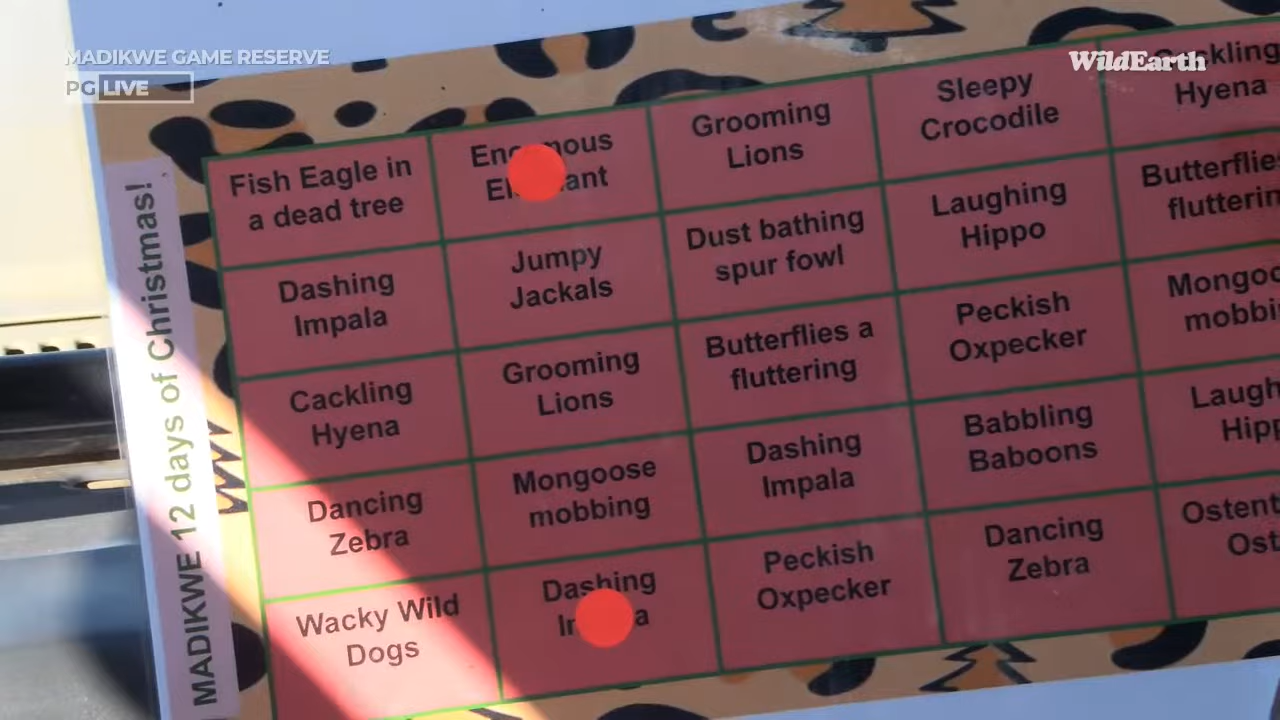 MADIKWE GAME RESERVE
PG LIVE
WildEarth
MADIKWE 12 days of Christmas!
Fish Eagle in
a dead tree
Grooming
Lions
Sleepy
Crocodile
Hyena
Dashing
Impala
Jumpy
Jackals
Dust bathing
spur fowl
Laughing
Hippo
Cackling
Hyena
Grooming
Lions
Butterflies a
fluttering
Peckish
Oxpecker
Dancing
Zebra
Mongoose
mobbing
Dashing
Impala
Babbling
Baboons
Wacky Wild
Dogs
Dashing
Peckish
Oxpecker
Dancing
Zebra